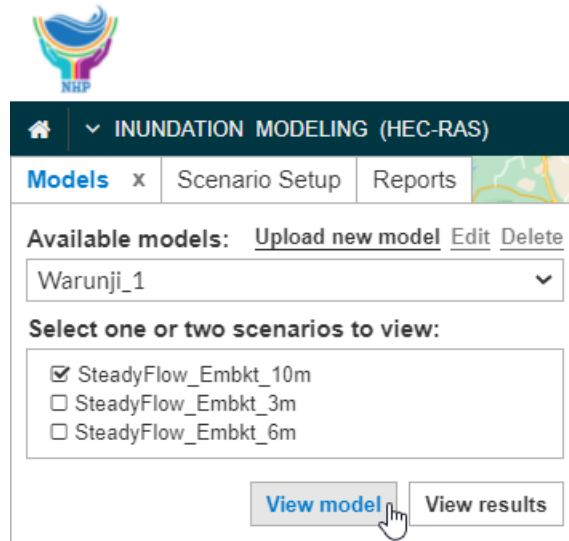 NHP
INUNDATION MODELING (HEC-RAS)
Models x Scenario Setup Reports
Available models: Upload new model Edit Delete
Warunji_1
Select one or two scenarios to view:
SteadyFlow_Embkt_10m
SteadyFlow_Embkt_3m
SteadyFlow_Embkt_6m
View model View results